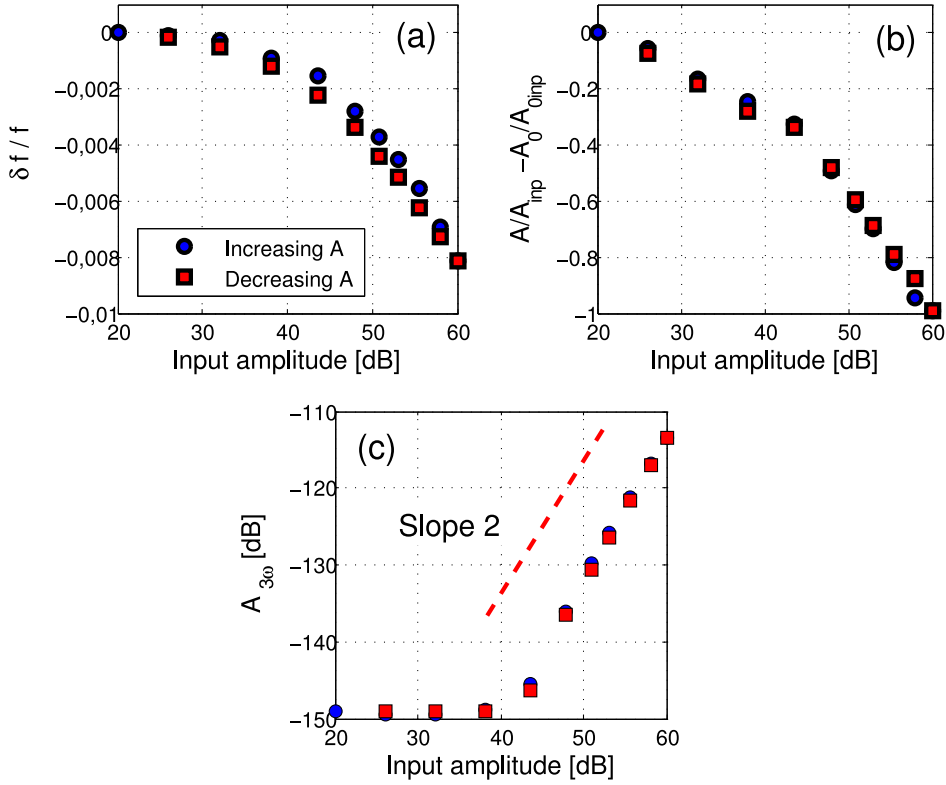 (a)
δ f / f
0
−0,002
−0,004
−0,006
−0,008
−0,01
Increasing A
Decreasing A
20 30 40 50 60
Input amplitude [dB]
(b)
A/A_inp −A_0/A_0inp
0
−0.2
−0.4
−0.6
−0.8
−1
20 30 40 50 60
Input amplitude [dB]
(c)
A 3ω [dB]
−110
−120
−130
−140
−150
Slope 2
20 30 40 50 60
Input amplitude [dB]